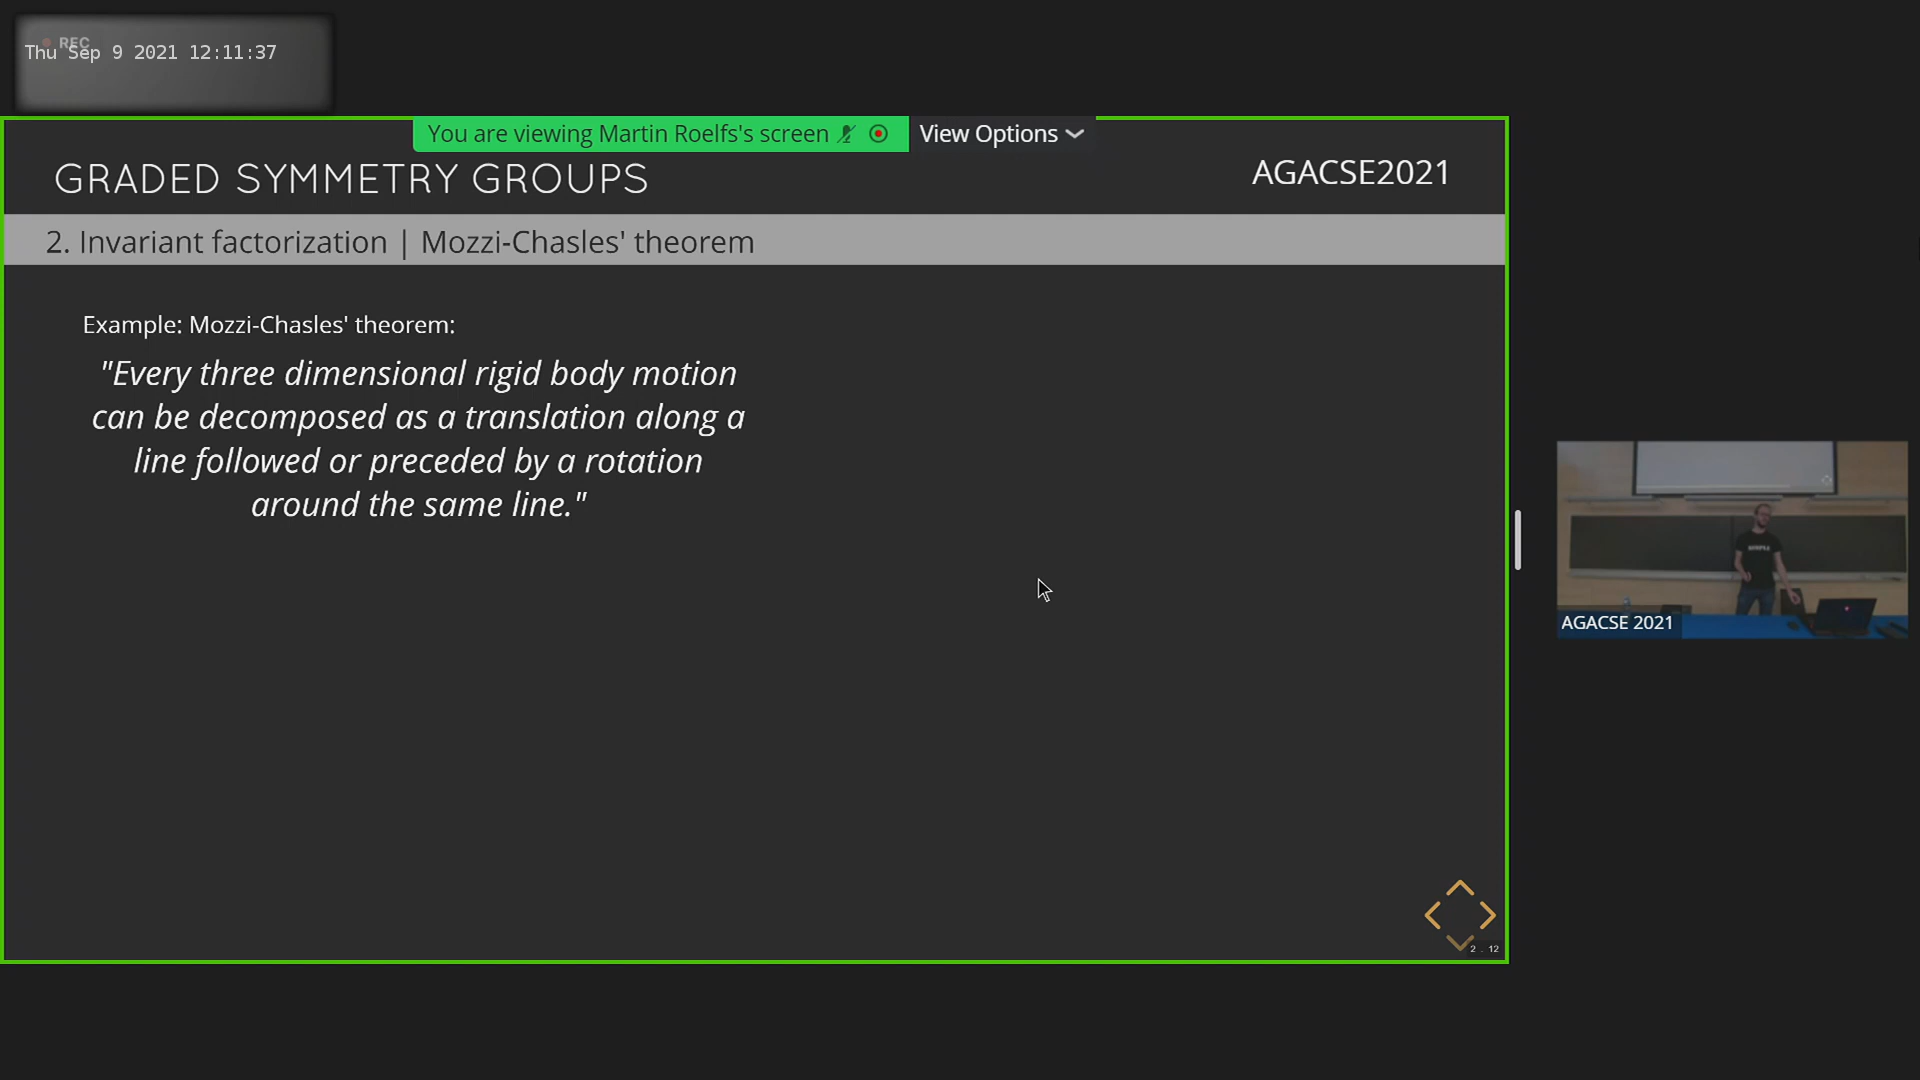 REC
Thu Sep 9 2021 12:11:37
You are viewing Martin Roelfs's screen
View Options
GRADED SYMMETRY GROUPS
AGACSE2021
2. Invariant factorization | Mozzi-Chasles' theorem
Example: Mozzi-Chasles' theorem:
"Every three dimensional rigid body motion
can be decomposed as a translation along a
line followed or preceded by a rotation
around the same line."
AGACSE 2021
2 . 12